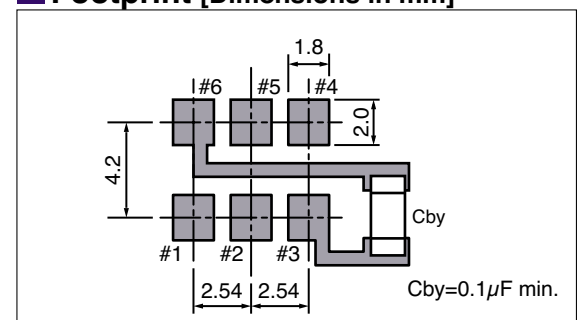 Footprint [Dimensions in mm]
1.8
#6 #5 #4
2.0
4.2
Cby
#1 #2 #3
2.54 2.54
Cby=0.1µF min.